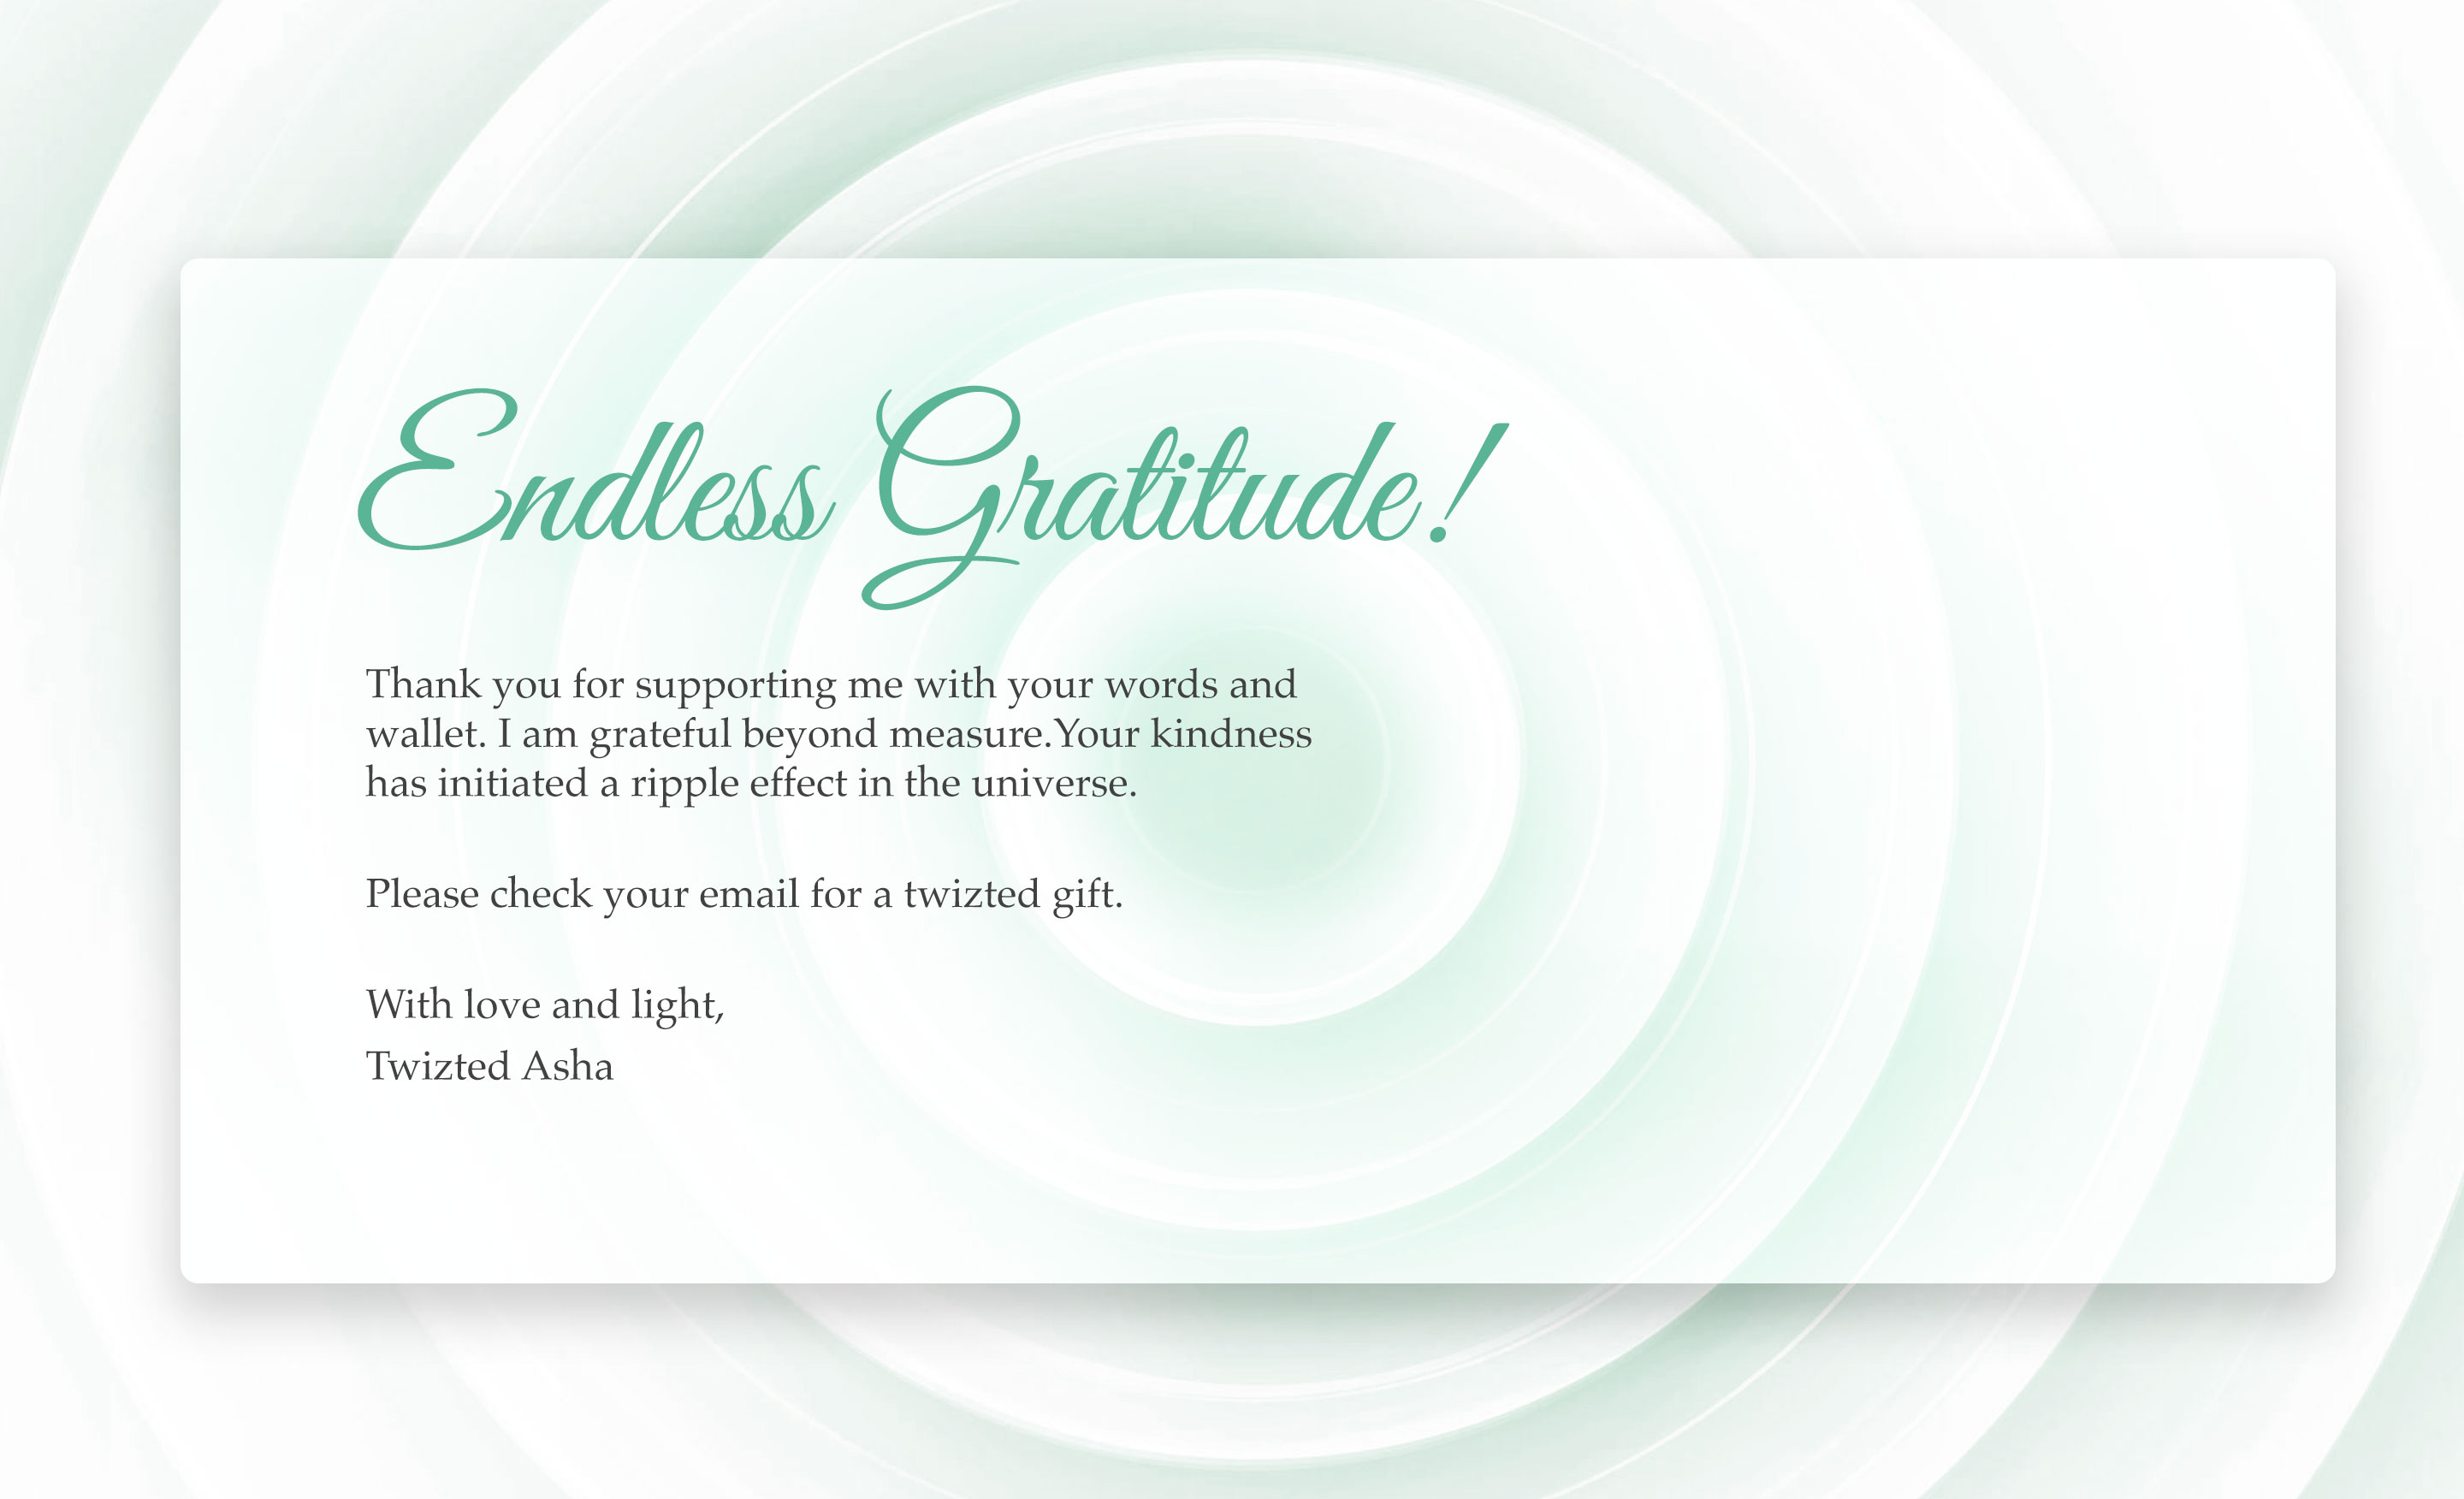 Endless Gratitude!
Thank you for supporting me with your words and
wallet. I am grateful beyond measure.Your kindness
has initiated a ripple effect in the universe.
Please check your email for a twizted gift.
With love and light,
Twizted Asha